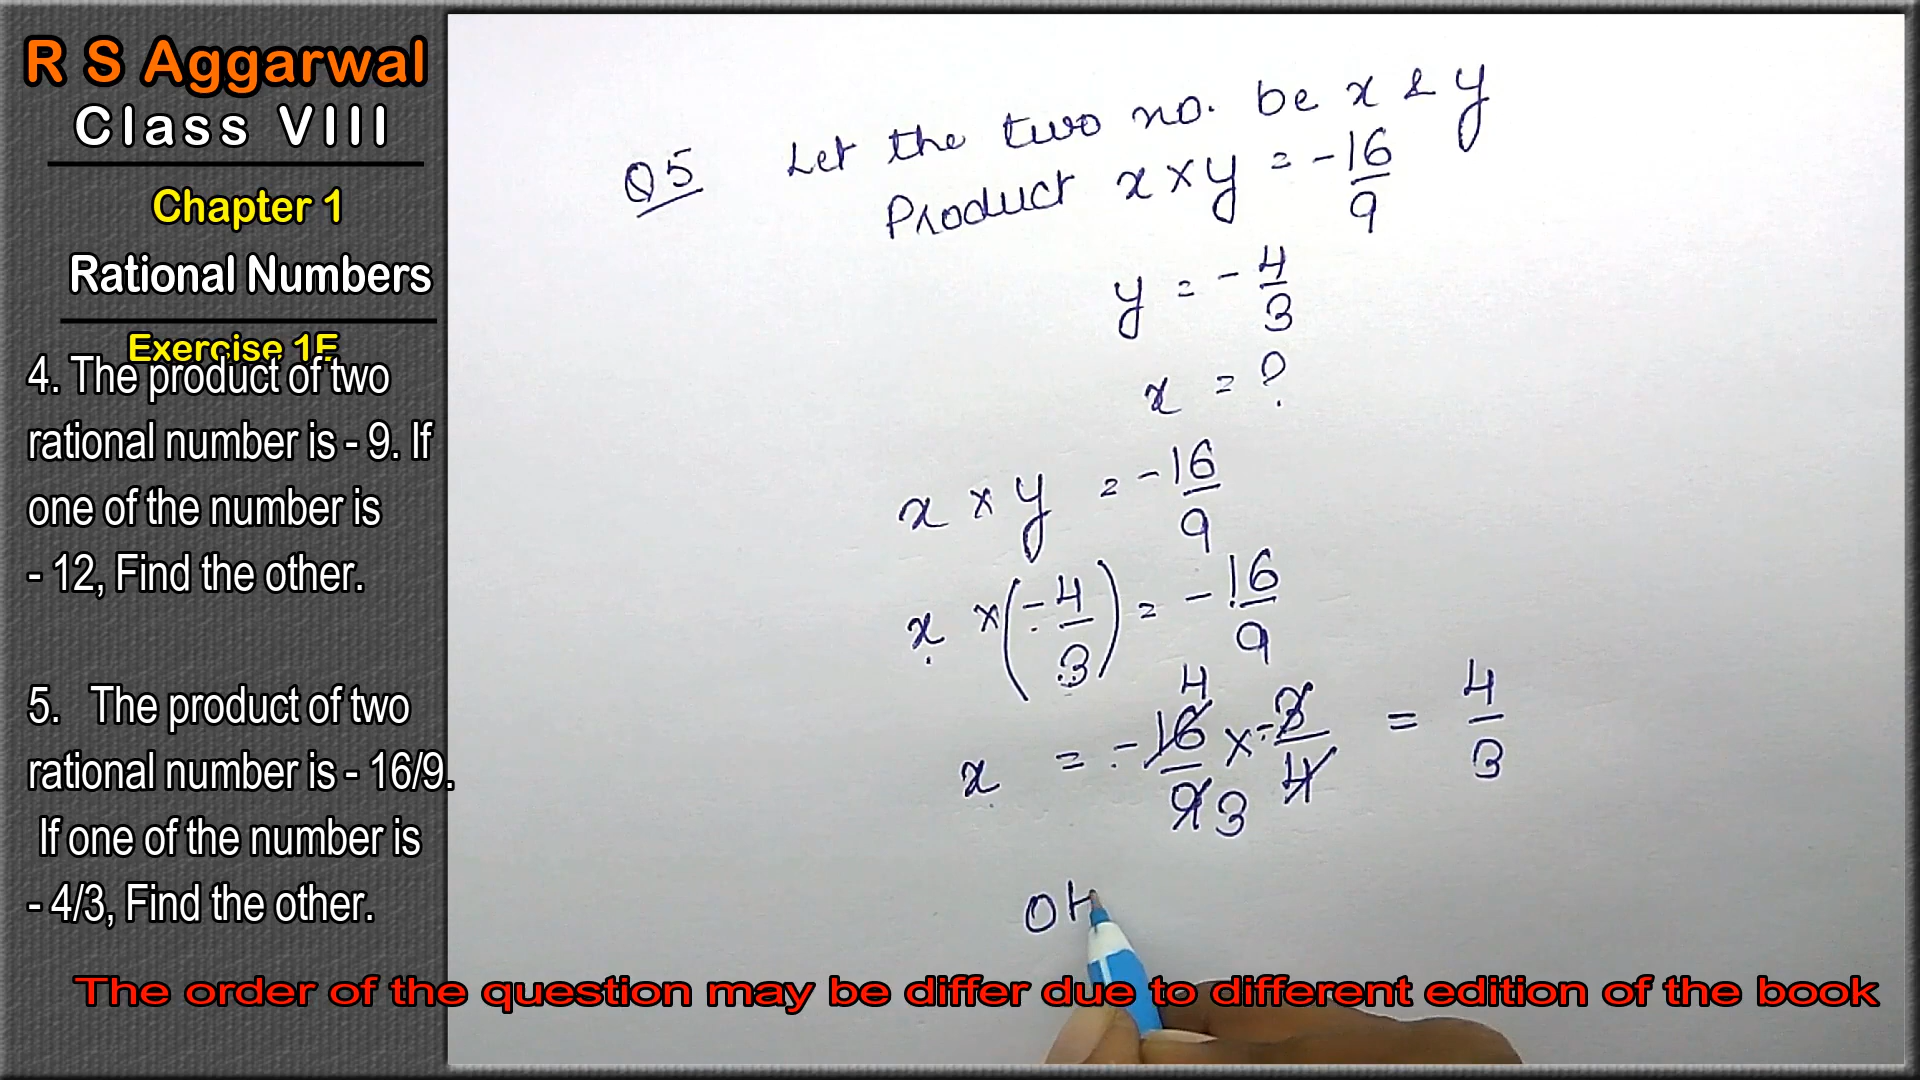 R S Aggarwal
Class VIII
Chapter 1
Rational Numbers
Exercise 1E
4. The product of two
rational number is - 9. If
one of the number is
- 12, Find the other.
5. The product of two
rational number is - 16/9.
If one of the number is
- 4/3, Find the other.
Q5 Let the two no. be x & y
Product x × y = -16/9
y = -4/3
x = ?
x × y = -16/9
x × (-4/3) = -16/9
x = -16/9 × -3/4 = 4/3
4
3
The order of the question may be differ due to different edition of the book